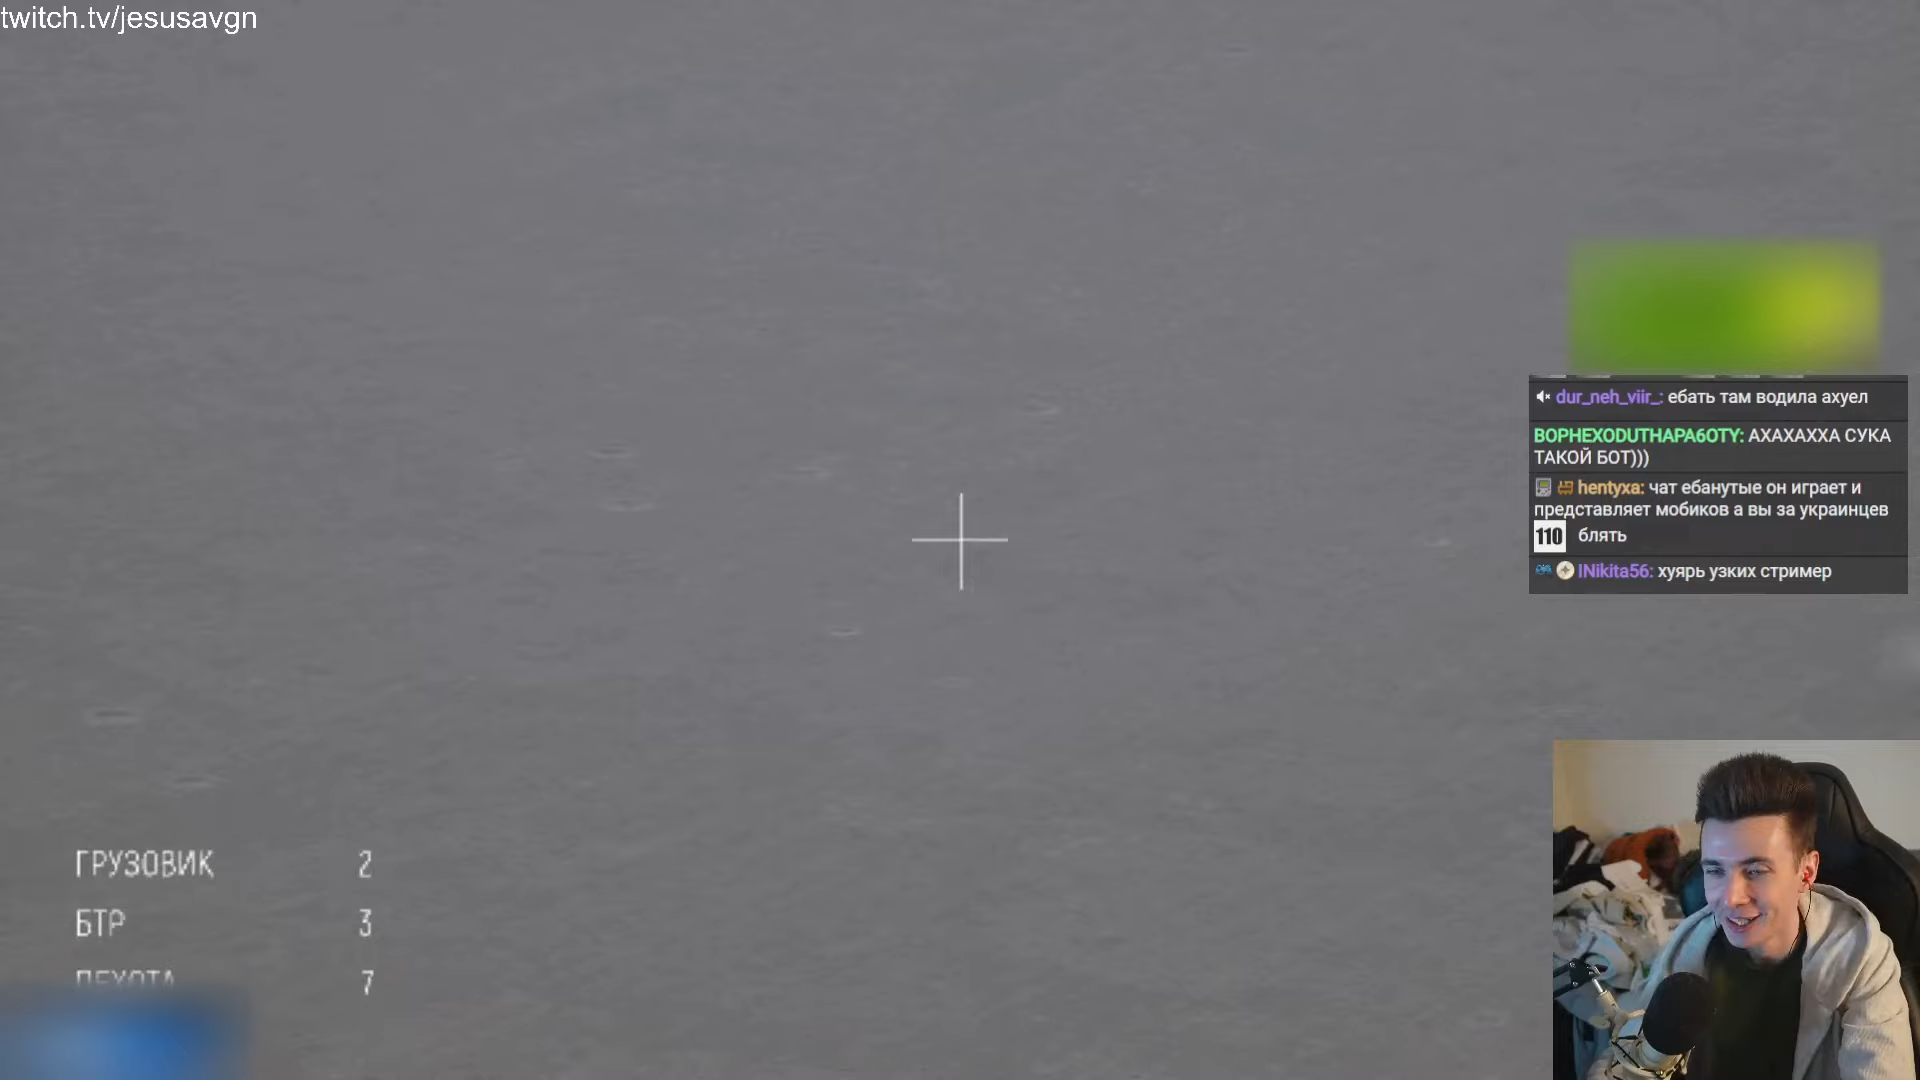 twitch.tv/jesusavgn
dur_neh_viir_: ебать там водила ахуел
BOPHEXODUTHAPA6OTY: АХАХАХХА СУКА
ТАКОЙ БОТ)))
hentyxa: чат ебанутые он играет и
представляет мобиков а вы за украинцев
110 блять
INikita56: хуярь узких стример
ГРУЗОВИК 2
БТР 3
ПЕХОТА 7